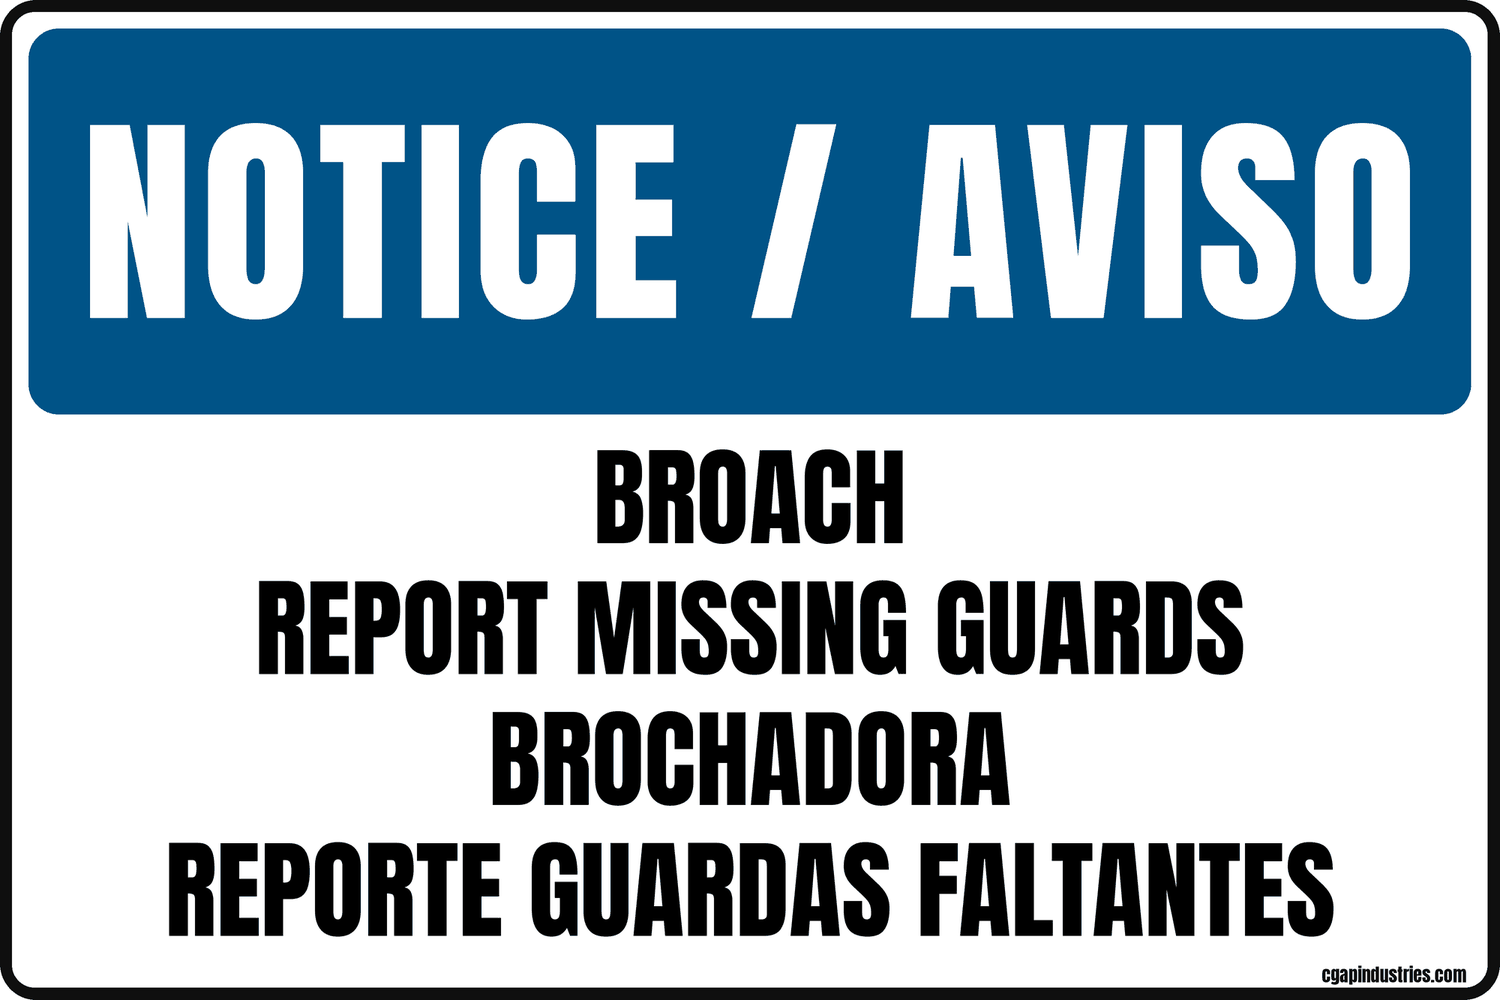 NOTICE / AVISO
BROACH
REPORT MISSING GUARDS
BROCHADORA
REPORTE GUARDAS FALTANTES
cgapindustries.com